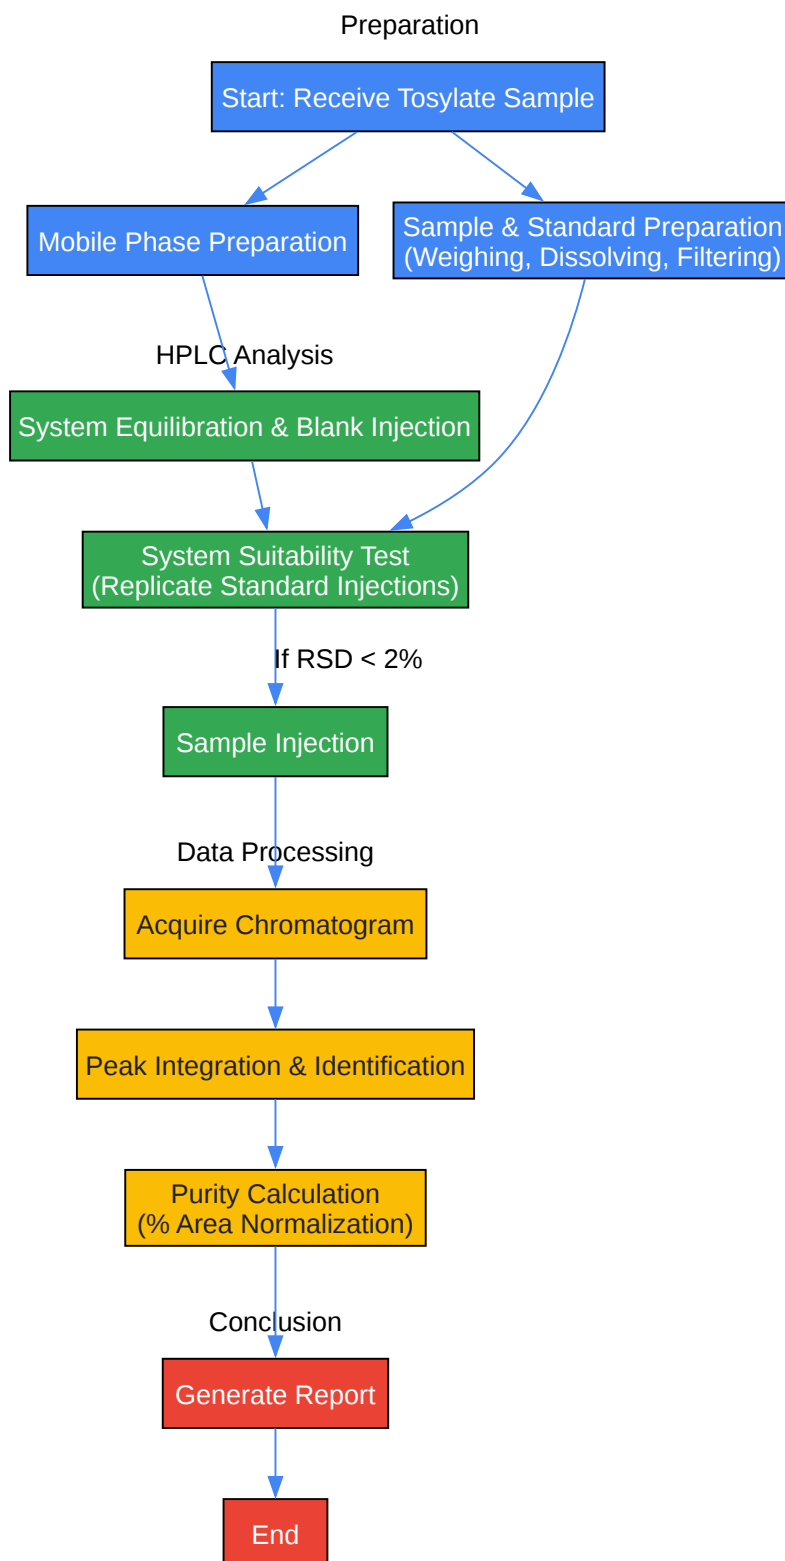 Preparation
Start: Receive Tosylate Sample
Mobile Phase Preparation
Sample & Standard Preparation
(Weighing, Dissolving, Filtering)
HPLC Analysis
System Equilibration & Blank Injection
System Suitability Test
(Replicate Standard Injections)
If RSD < 2%
Sample Injection
Data Processing
Acquire Chromatogram
Peak Integration & Identification
Purity Calculation
(% Area Normalization)
Conclusion
Generate Report
End